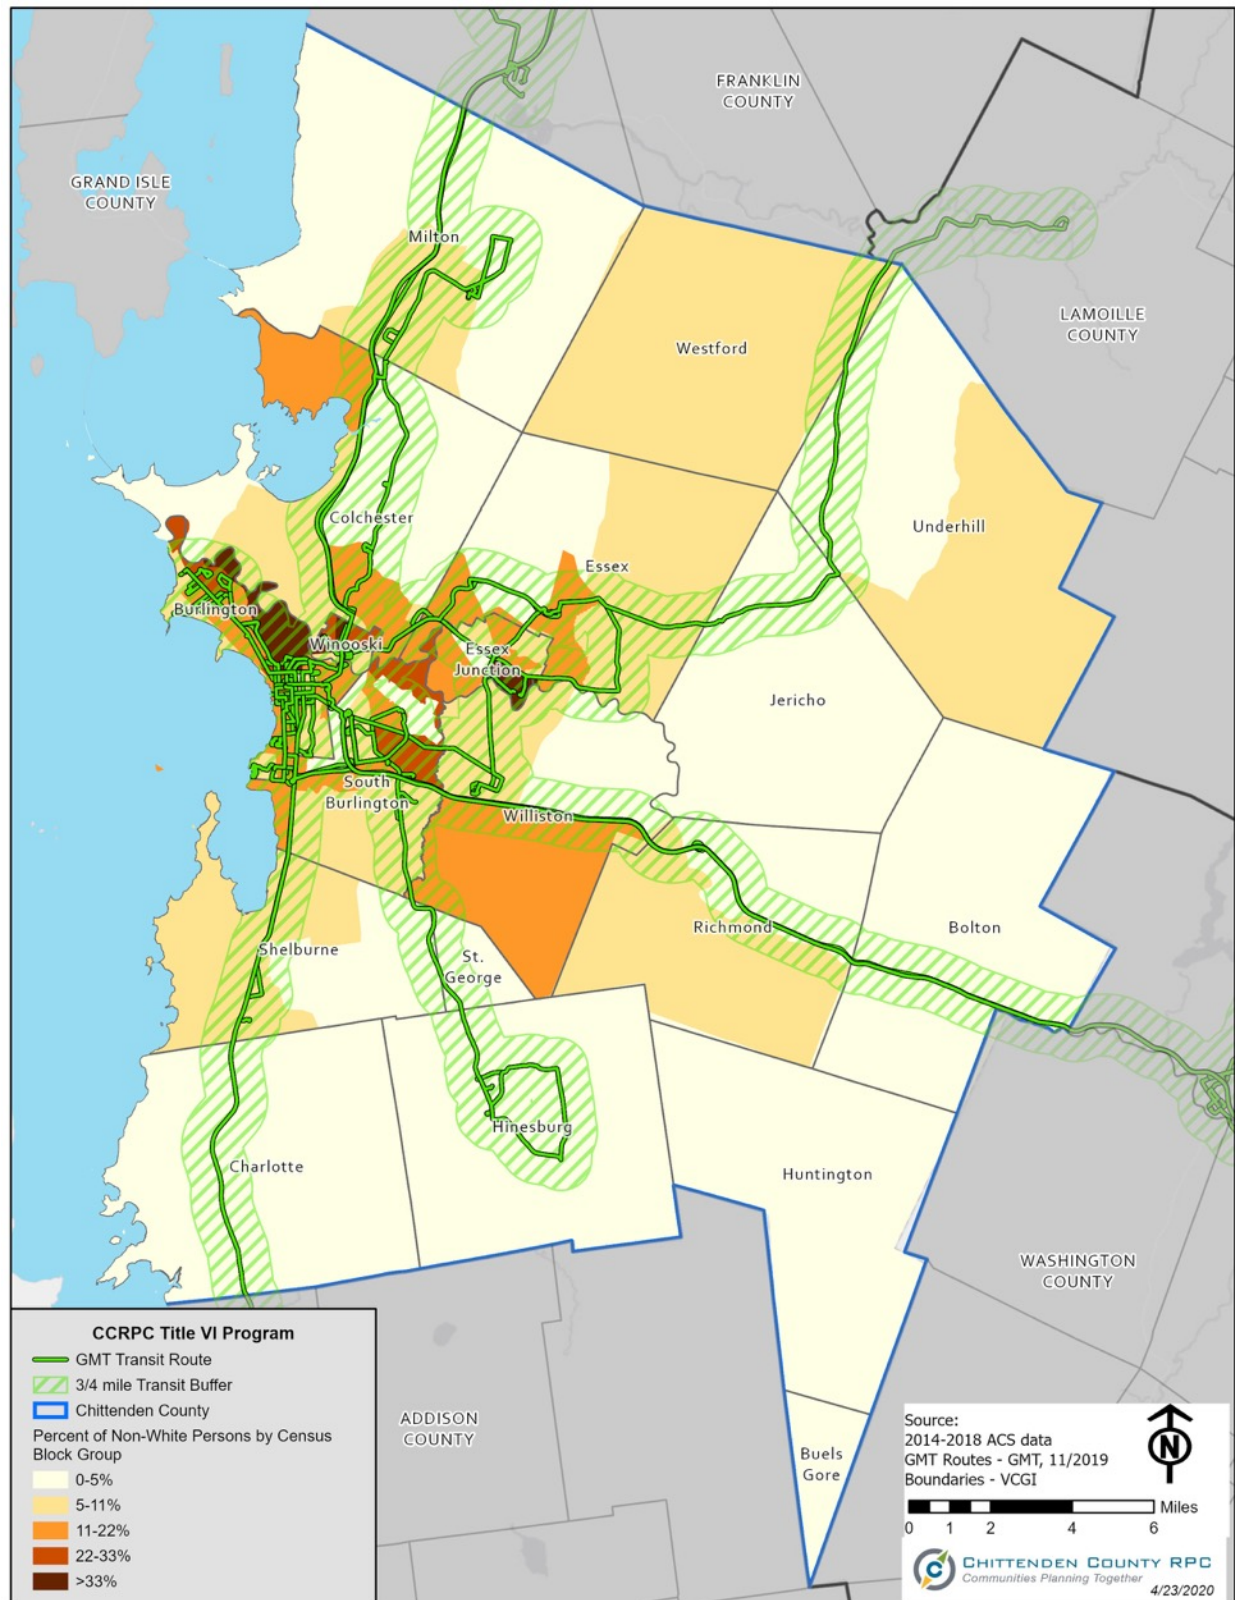 FRANKLIN
COUNTY
GRAND ISLE
COUNTY
Milton
LAMOILLE
COUNTY
Westford
Colchester
Underhill
Essex
Burlington
Winooski
Essex
Junction
Jericho
South
Burlington
Williston
Richmond
Bolton
Shelburne
St.
George
Hinesburg
Charlotte
Huntington
WASHINGTON
COUNTY
ADDISON
COUNTY
Buels
Gore
CCRPC Title VI Program
GMT Transit Route
3/4 mile Transit Buffer
Chittenden County
Percent of Non-White Persons by Census
Block Group
0-5%
5-11%
11-22%
22-33%
>33%
Source:
2014-2018 ACS data
GMT Routes - GMT, 11/2019
Boundaries - VCGI
N
Miles
0 1 2 4 6
CHITTENDEN COUNTY RPC
Communities Planning Together
4/23/2020